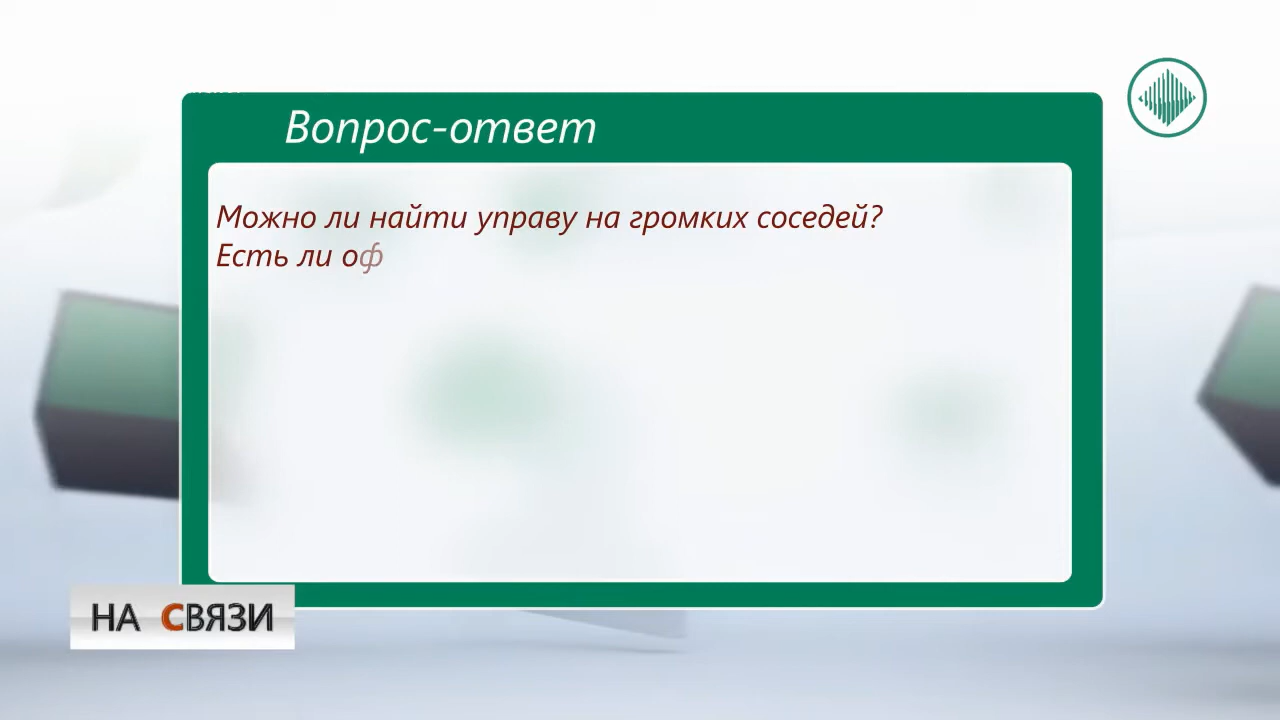 Вопрос-ответ
Можно ли найти управу на громких соседей?
Есть ли оф
НА СВЯЗИ